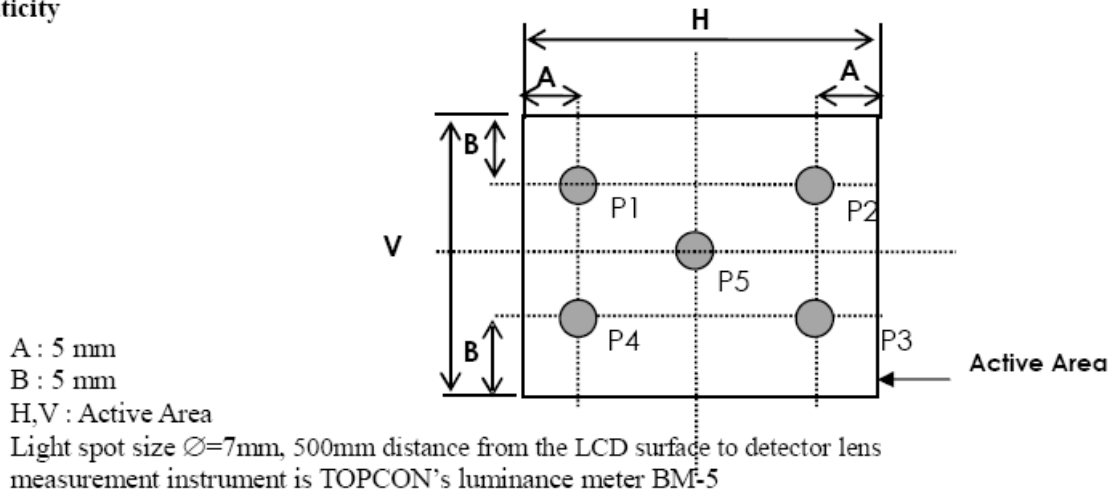 ticity
H
A
A
B
P1
P2
V
P5
B
P4
P3
Active Area
A : 5 mm
B : 5 mm
H,V : Active Area
Light spot size ∅=7mm, 500mm distance from the LCD surface to detector lens
measurement instrument is TOPCON’s luminance meter BM-5